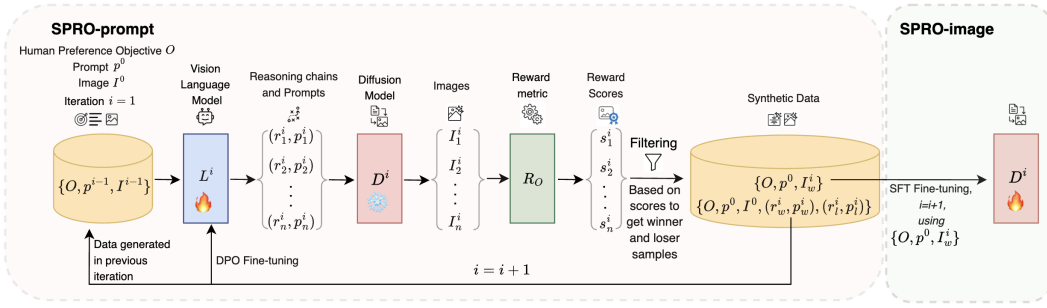 SPRO-prompt
Human Preference Objective O
Prompt p^0
Image I^0
Iteration i = 1
{O, p^{i-1}, I^{i-1}}
Data generated
in previous
iteration
Vision
Language
Model
L^i
DPO Fine-tuning
Reasoning chains
and Prompts
(r_1^i, p_1^i)
(r_2^i, p_2^i)
(r_n^i, p_n^i)
Diffusion
Model
D^i
Images
I_1^i
I_2^i
I_n^i
Reward
metric
R_O
Reward
Scores
s_1^i
s_2^i
s_n^i
Filtering
Based on
scores to
get winner
and loser
samples
i = i + 1
Synthetic Data
{O, p^0, I_w^i}
{O, p^0, I^0, (r_w^i, p_w^i), (r_l^i, p_l^i)}
SPRO-image
SFT Fine-tuning,
i=i+1,
using
{O, p^0, I_w^i}
D^i